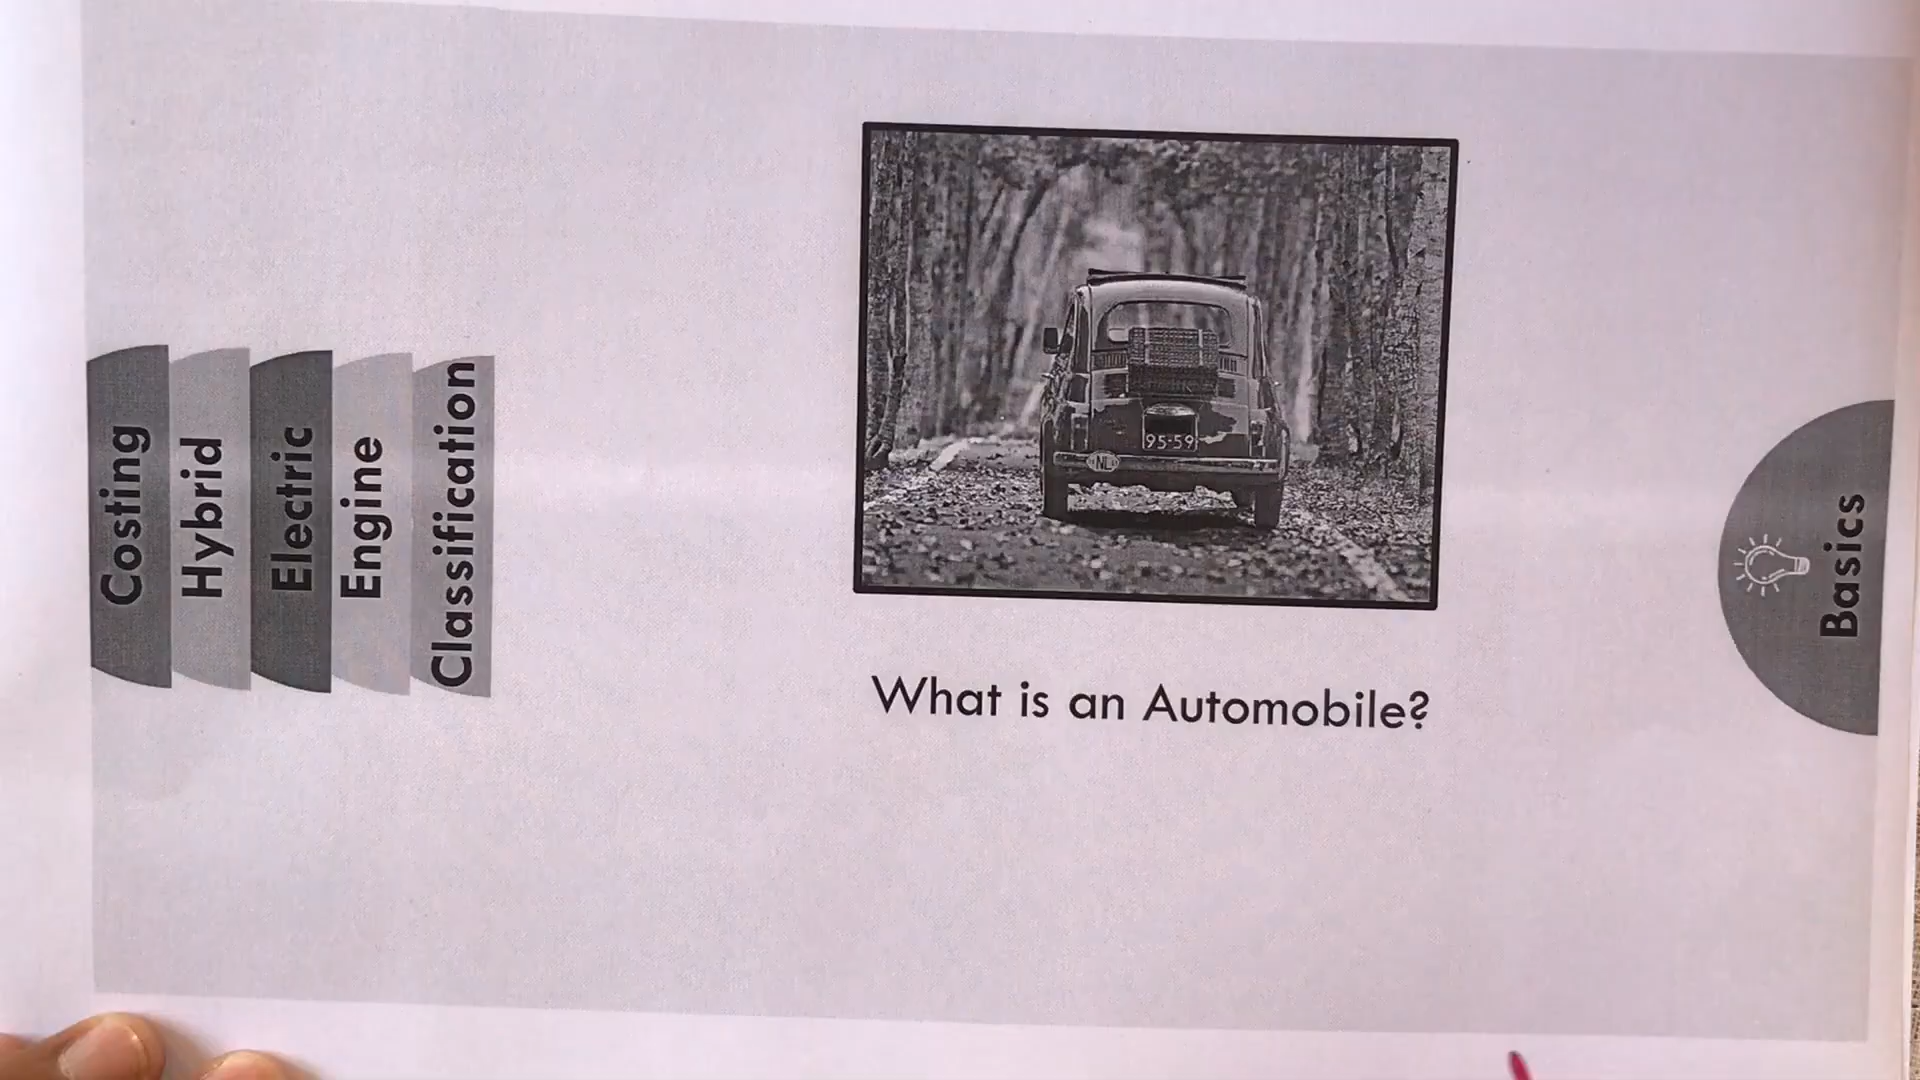 Costing
Hybrid
Electric
Engine
Classification
95-59
NL
What is an Automobile?
Basics